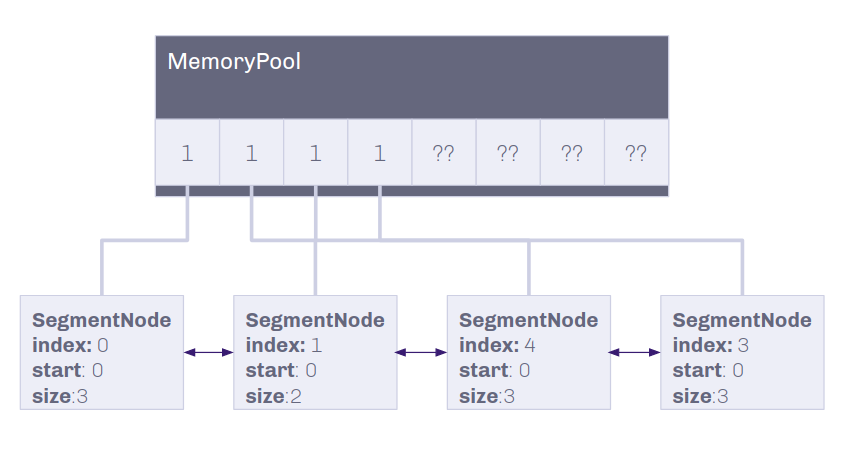 MemoryPool
1 1 1 1 ?? ?? ?? ??
SegmentNode
index: 0
start: 0
size:3
SegmentNode
index: 1
start: 0
size:2
SegmentNode
index: 4
start: 0
size:3
SegmentNode
index: 3
start: 0
size:3